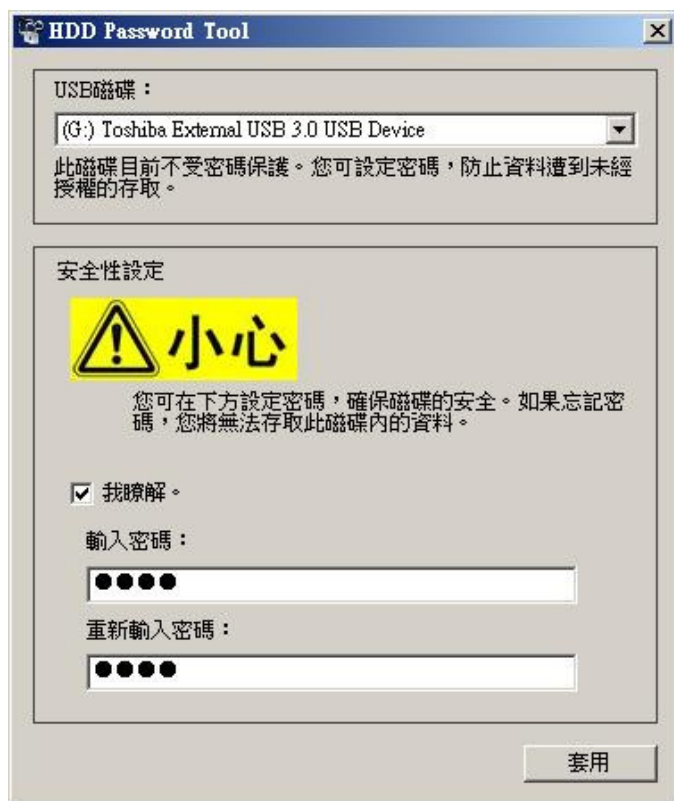 HDD Password Tool
USB磁碟：
(G:) Toshiba External USB 3.0 USB Device
此磁碟目前不受密碼保護。您可設定密碼，防止資料遭到未經
授權的存取。
安全性設定
小心
您可在下方設定密碼，確保磁碟的安全。如果忘記密
碼，您將無法存取此磁碟內的資料。
我瞭解。
輸入密碼：
●●●●
重新輸入密碼：
●●●●
套用